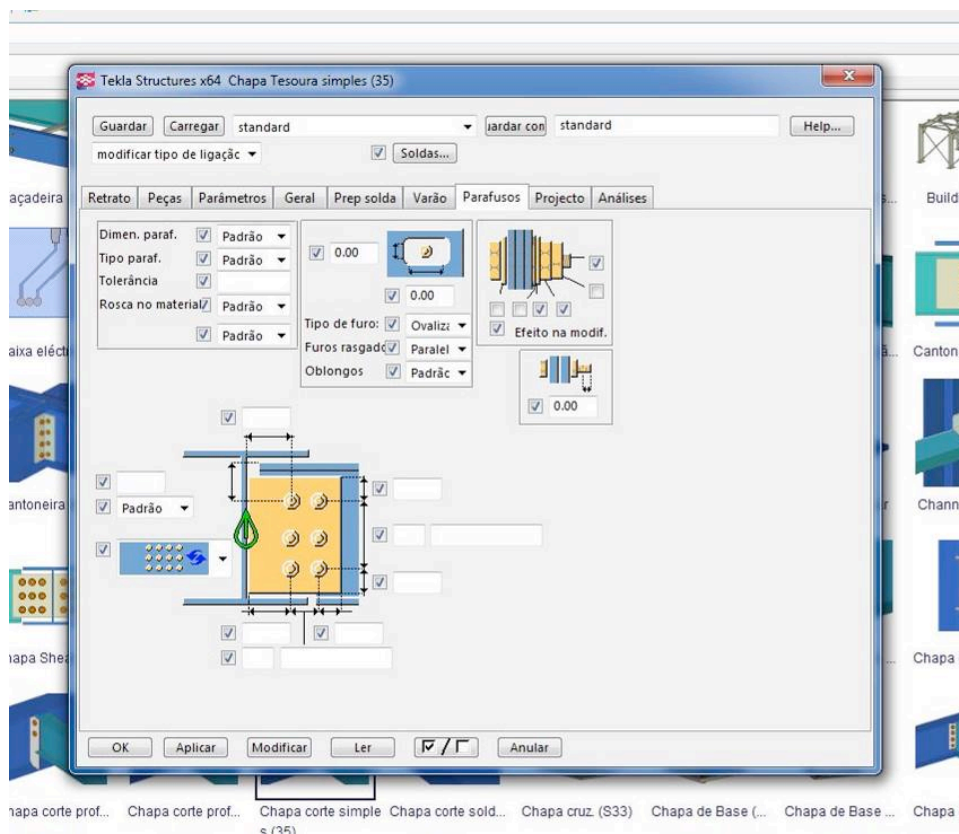 Tekla Structures x64 Chapa Tesoura simples (35)
Guardar Carregar standard uardar con standard Help...
modificar tipo de ligaçãc Soldas...
açadeira
Retrato Peças Parâmetros Geral Prep solda Varão Parafusos Projecto Análises
s...
Build
Dimen. paraf. Padrão
Tipo paraf. Padrão
Tolerância
Rosca no material Padrão
Padrão
0.00
0.00
Tipo de furo: Ovaliza
Furos rasgadc Paralel
Oblongos Padrãc
Efeito na modif.
0.00
aixa eléct
ã...
Canton
Padrão
antoneira
r
Chann
hapa She
...
Chapa
OK Aplicar Modificar Ler / Anular
hapa corte prof... Chapa corte prof... Chapa corte simple Chapa corte sold... Chapa cruz. (S33) Chapa de Base (... Chapa de Base ... Chapa
s (35)